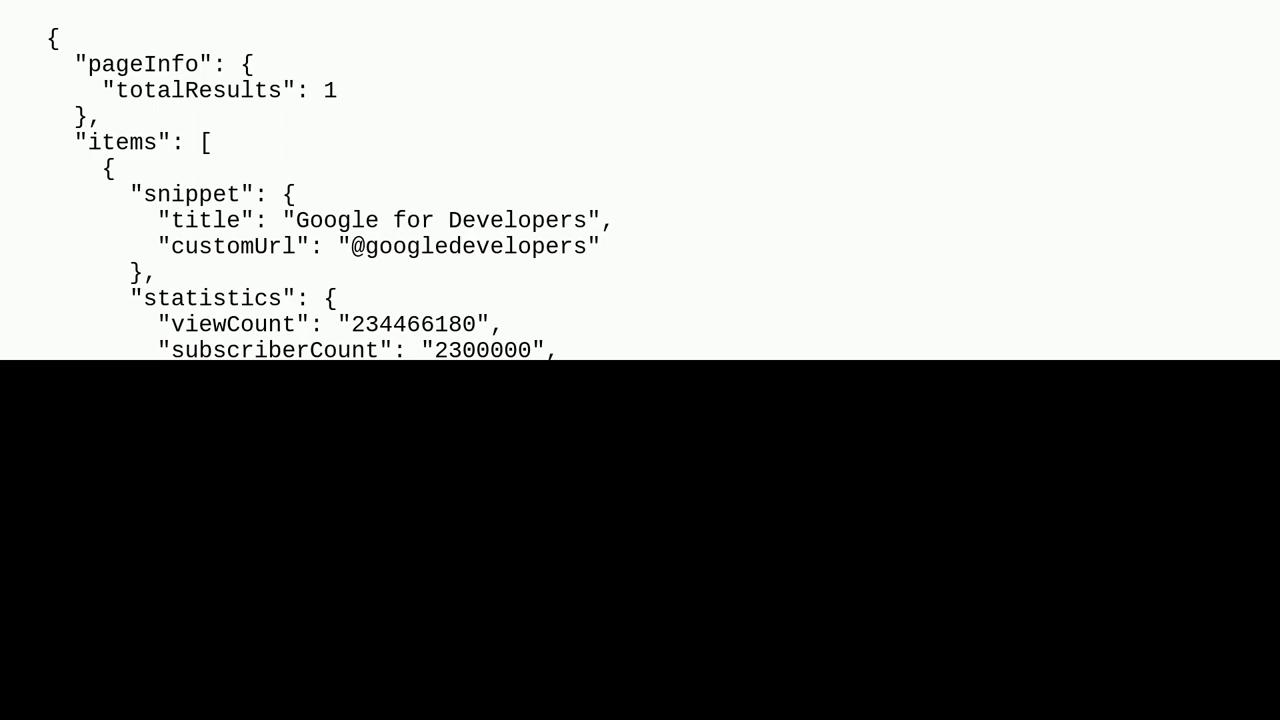 {
"pageInfo": {
"totalResults": 1
},
"items": [
{
"snippet": {
"title": "Google for Developers",
"customUrl": "@googledevelopers"
},
"statistics": {
"viewCount": "234466180",
"subscriberCount": "2300000",